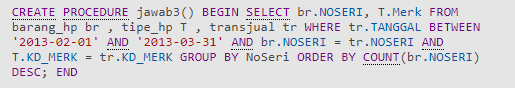 CREATE PROCEDURE jawab3() BEGIN SELECT br.NOSERI, T.Merk FROM
barang_hp br , tipe_hp T , transjual tr WHERE tr.TANGGAL BETWEEN
'2013-02-01' AND '2013-03-31' AND br.NOSERI = tr.NOSERI AND
T.KD_MERK = tr.KD_MERK GROUP BY NoSeri ORDER BY COUNT(br.NOSERI)
DESC; END